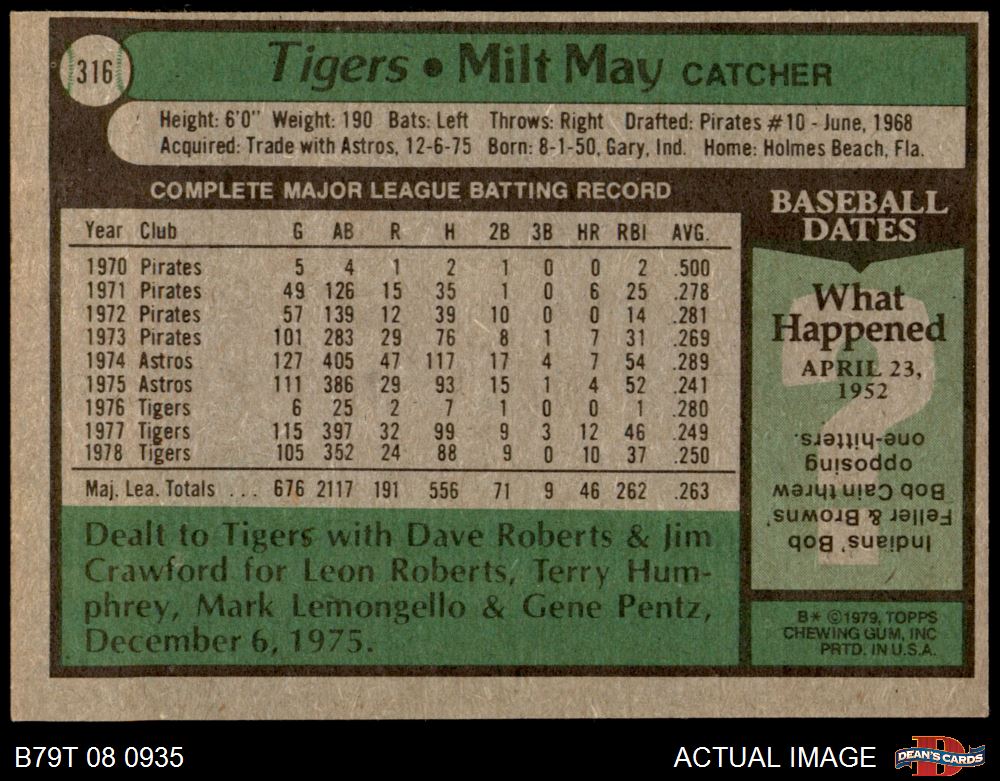 316
Tigers • Milt May CATCHER
Height: 6'0" Weight: 190 Bats: Left Throws: Right Drafted: Pirates #10 - June, 1968
Acquired: Trade with Astros, 12-6-75 Born: 8-1-50, Gary, Ind. Home: Holmes Beach, Fla.
COMPLETE MAJOR LEAGUE BATTING RECORD
Year Club G AB R H 2B 3B HR RBI AVG.
1970 Pirates 5 4 1 2 1 0 0 2 .500
1971 Pirates 49 126 15 35 1 0 6 25 .278
1972 Pirates 57 139 12 39 10 0 0 14 .281
1973 Pirates 101 283 29 76 8 1 7 31 .269
1974 Astros 127 405 47 117 17 4 7 54 .289
1975 Astros 111 386 29 93 15 1 4 52 .241
1976 Tigers 6 25 2 7 1 0 0 1 .280
1977 Tigers 115 397 32 99 9 3 12 46 .249
1978 Tigers 105 352 24 88 9 0 10 37 .250
Maj. Lea. Totals ... 676 2117 191 556 71 9 46 262 .263
Dealt to Tigers with Dave Roberts & Jim
Crawford for Leon Roberts, Terry Hum-
phrey, Mark Lemongello & Gene Pentz,
December 6, 1975.
BASEBALL
DATES
What
Happened
APRIL 23,
1952
?
Indians' Bob
Feller & Browns'
Bob Cain threw
opposing
one-hitters.
B* ©1979, TOPPS
CHEWING GUM, INC
PRTD. IN U.S.A.
B79T 08 0935
ACTUAL IMAGE
D
DEAN'S CARDS